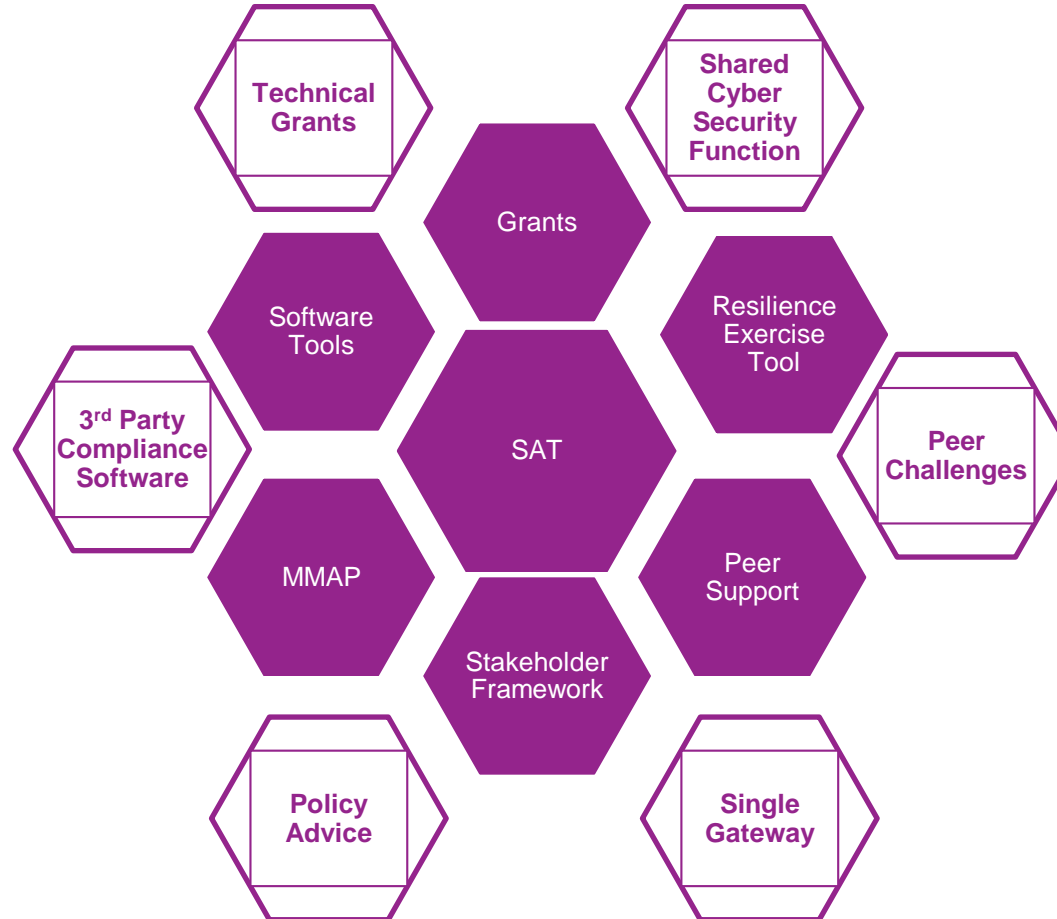 Technical
Grants
Shared
Cyber
Security
Function
Grants
Software
Tools
Resilience
Exercise
Tool
3rd Party
Compliance
Software
SAT
Peer
Challenges
MMAP
Peer
Support
Stakeholder
Framework
Policy
Advice
Single
Gateway